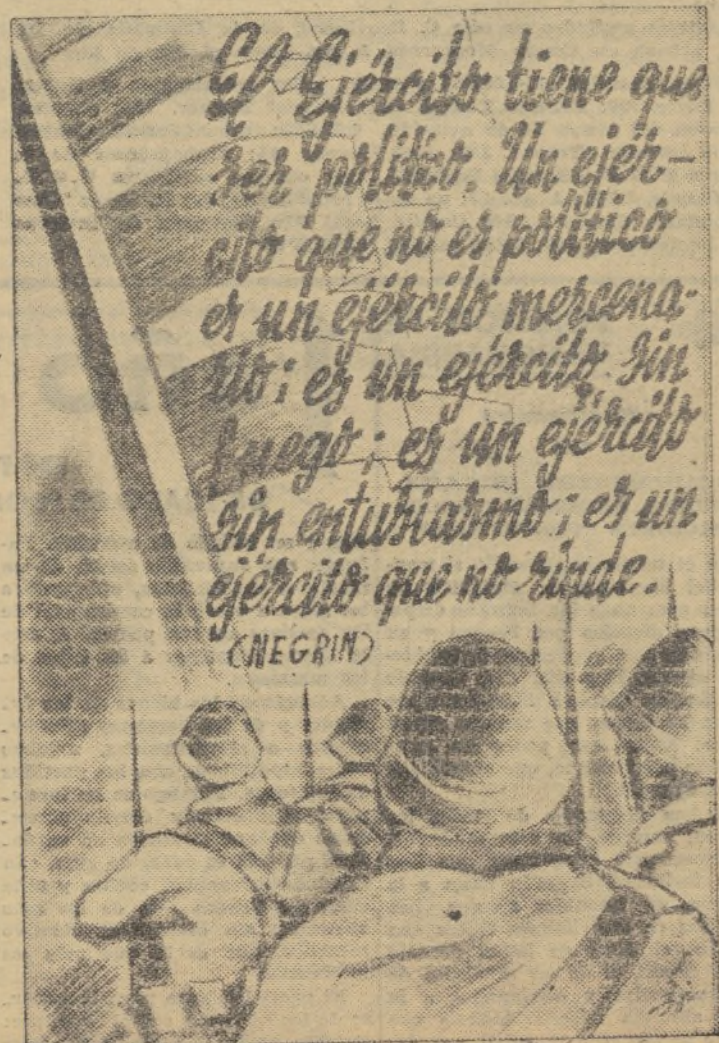 El Ejército tiene que
ser político. Un ejér-
cito que no es político
es un ejército mercena-
rio; es un ejército sin
fuego; es un ejército
sin entusiasmo; es un
ejército que no rinde.
(NEGRIN)